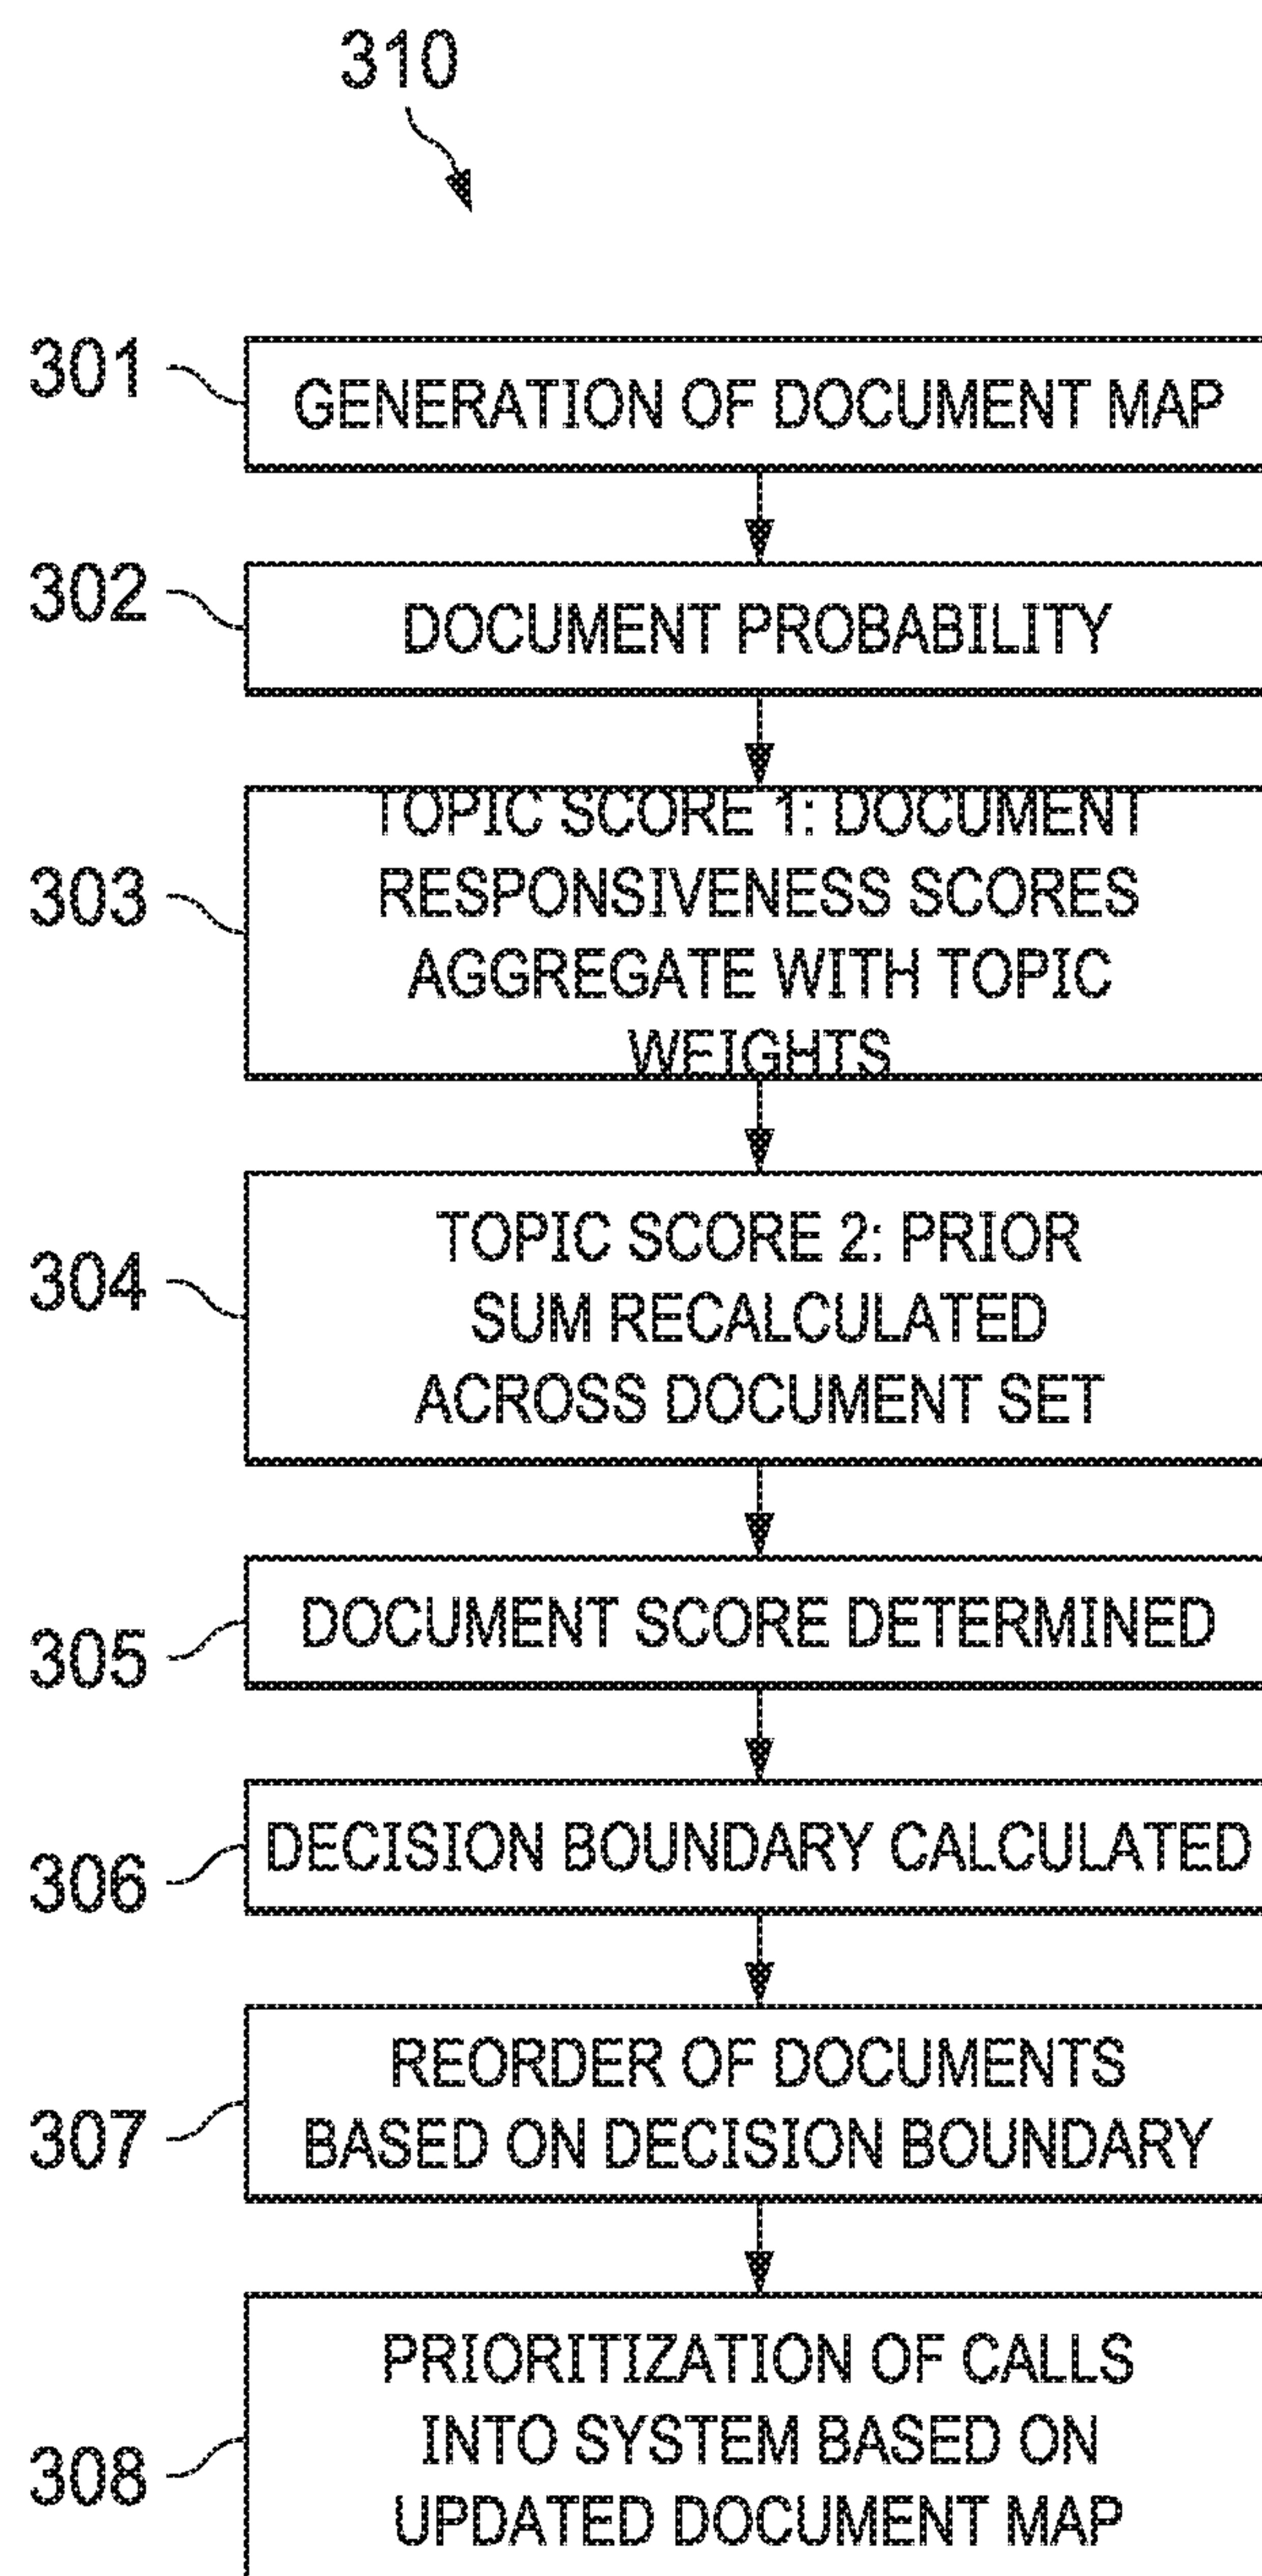 310
301
GENERATION OF DOCUMENT MAP
302
DOCUMENT PROBABILITY
303
TOPIC SCORE 1: DOCUMENT
RESPONSIVENESS SCORES
AGGREGATE WITH TOPIC
WEIGHTS
304
TOPIC SCORE 2: PRIOR
SUM RECALCULATED
ACROSS DOCUMENT SET
305
DOCUMENT SCORE DETERMINED
306
DECISION BOUNDARY CALCULATED
307
REORDER OF DOCUMENTS
BASED ON DECISION BOUNDARY
308
PRIORITIZATION OF CALLS
INTO SYSTEM BASED ON
UPDATED DOCUMENT MAP